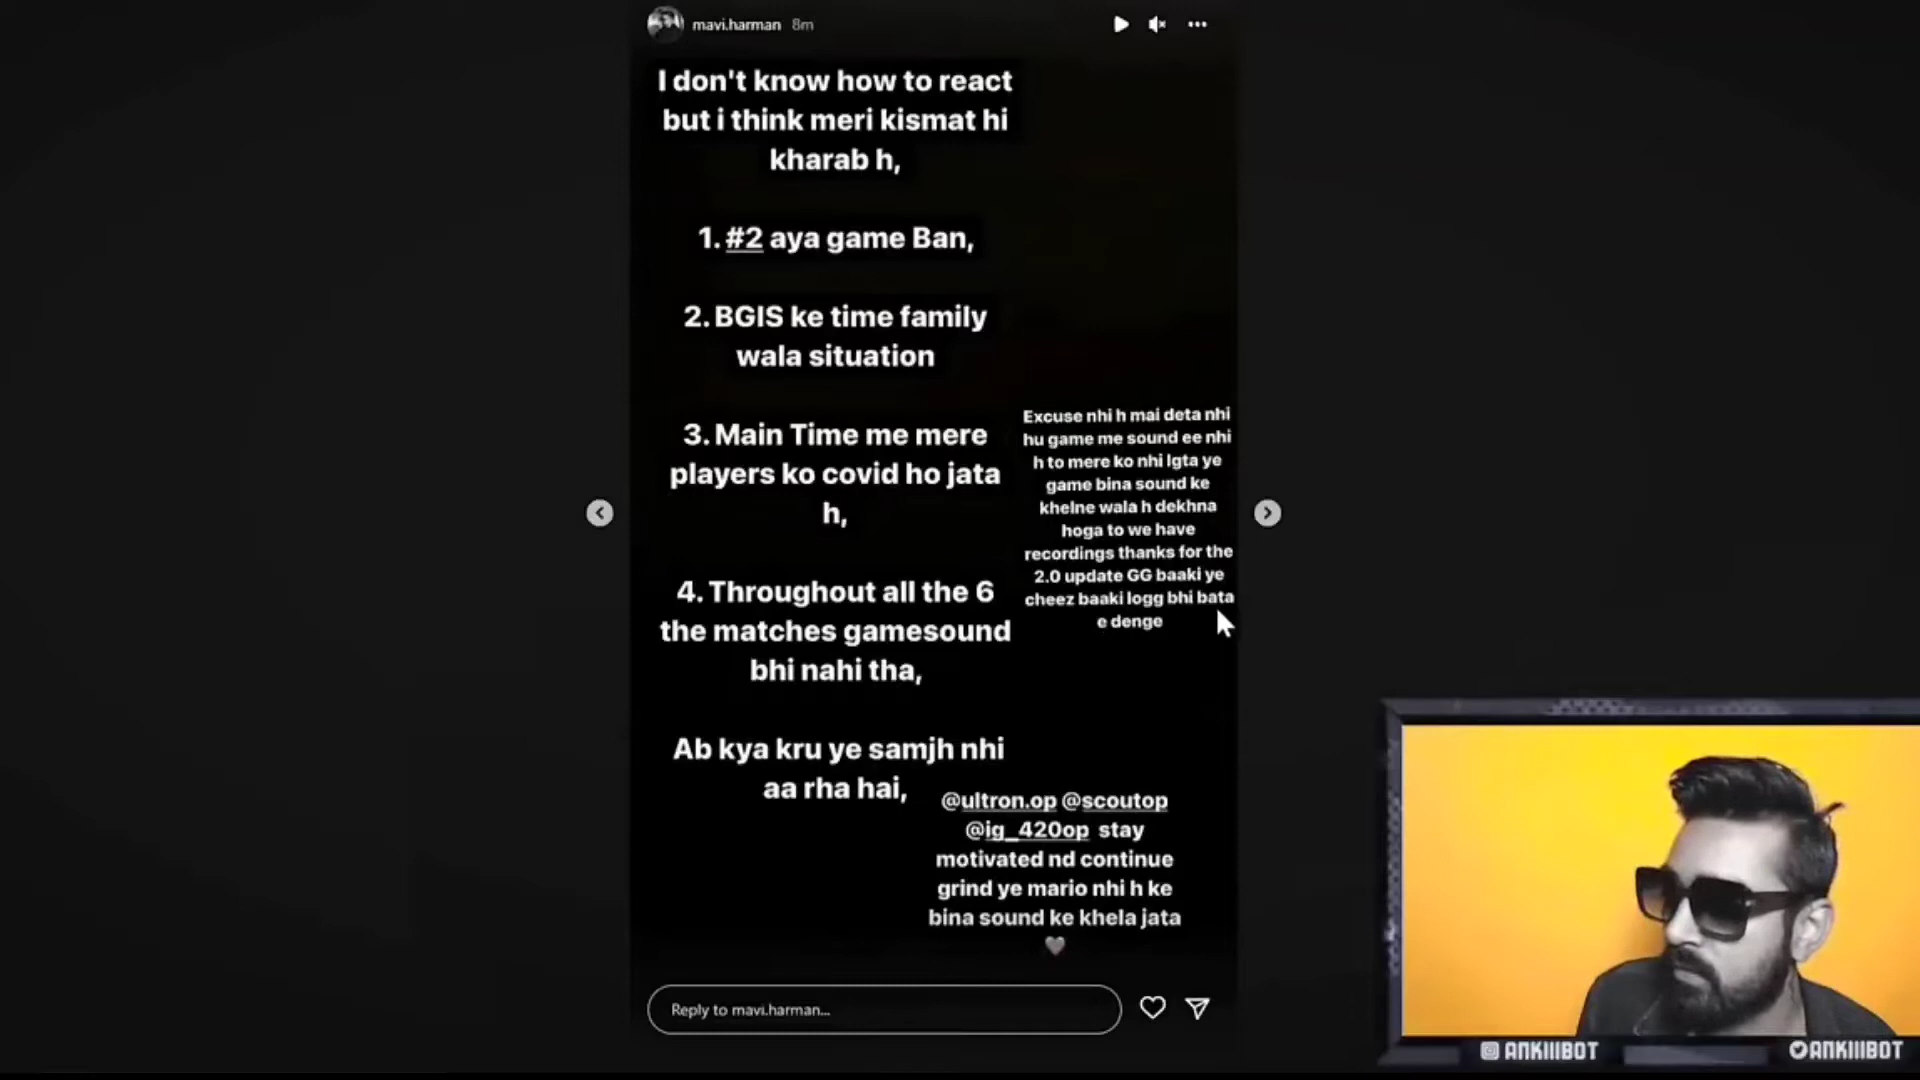 mavi.harman 8m
I don't know how to react
but i think meri kismat hi
kharab h,
1. #2 aya game Ban,
2. BGIS ke time family
wala situation
3. Main Time me mere
players ko covid ho jata
h,
4. Throughout all the 6
the matches gamesound
bhi nahi tha,
Ab kya kru ye samjh nhi
aa rha hai,
Excuse nhi h mai deta nhi
hu game me sound ee nhi
h to mere ko nhi lgta ye
game bina sound ke
khelne wala h dekhna
hoga to we have
recordings thanks for the
2.0 update GG baaki ye
cheez baaki logg bhi bata
e denge
@ultron.op @scoutop
@ig_420op stay
motivated nd continue
grind ye mario nhi h ke
bina sound ke khela jata
Reply to mavi.harman...
ANKIIIBOT ANKIIIBOT